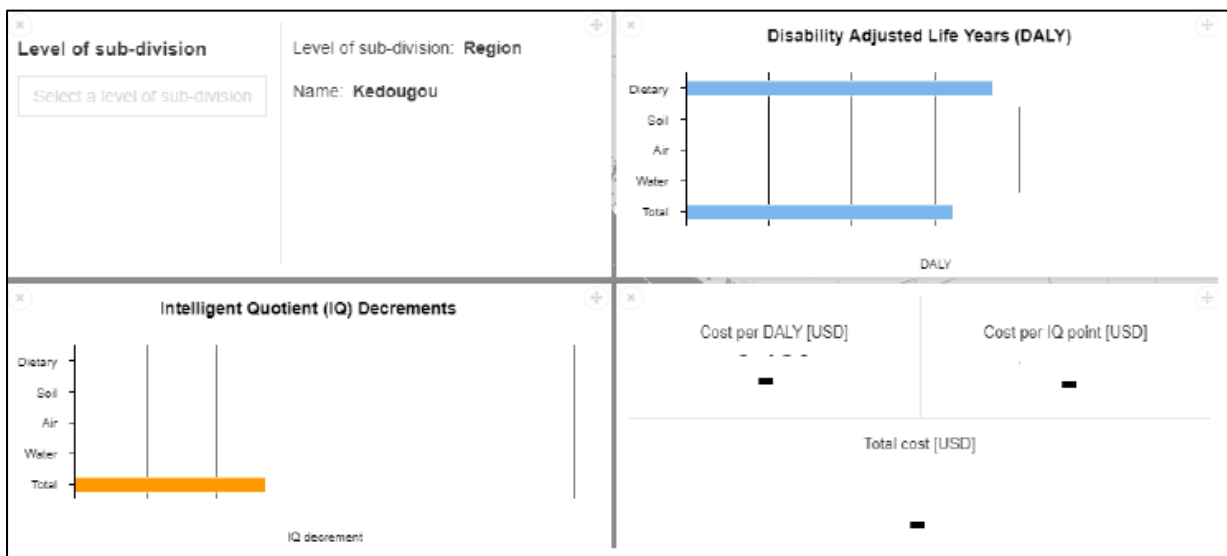 Level of sub-division
Select a level of sub-division
Level of sub-division: Region
Name: Kedougou
Disability Adjusted Life Years (DALY)
Dietary
Soil
Air
Water
Total
DALY
Intelligent Quotient (IQ) Decrements
Dietary
Soil
Air
Water
Total
IQ decrement
Cost per DALY [USD]
-
Cost per IQ point [USD]
-
Total cost [USD]
-